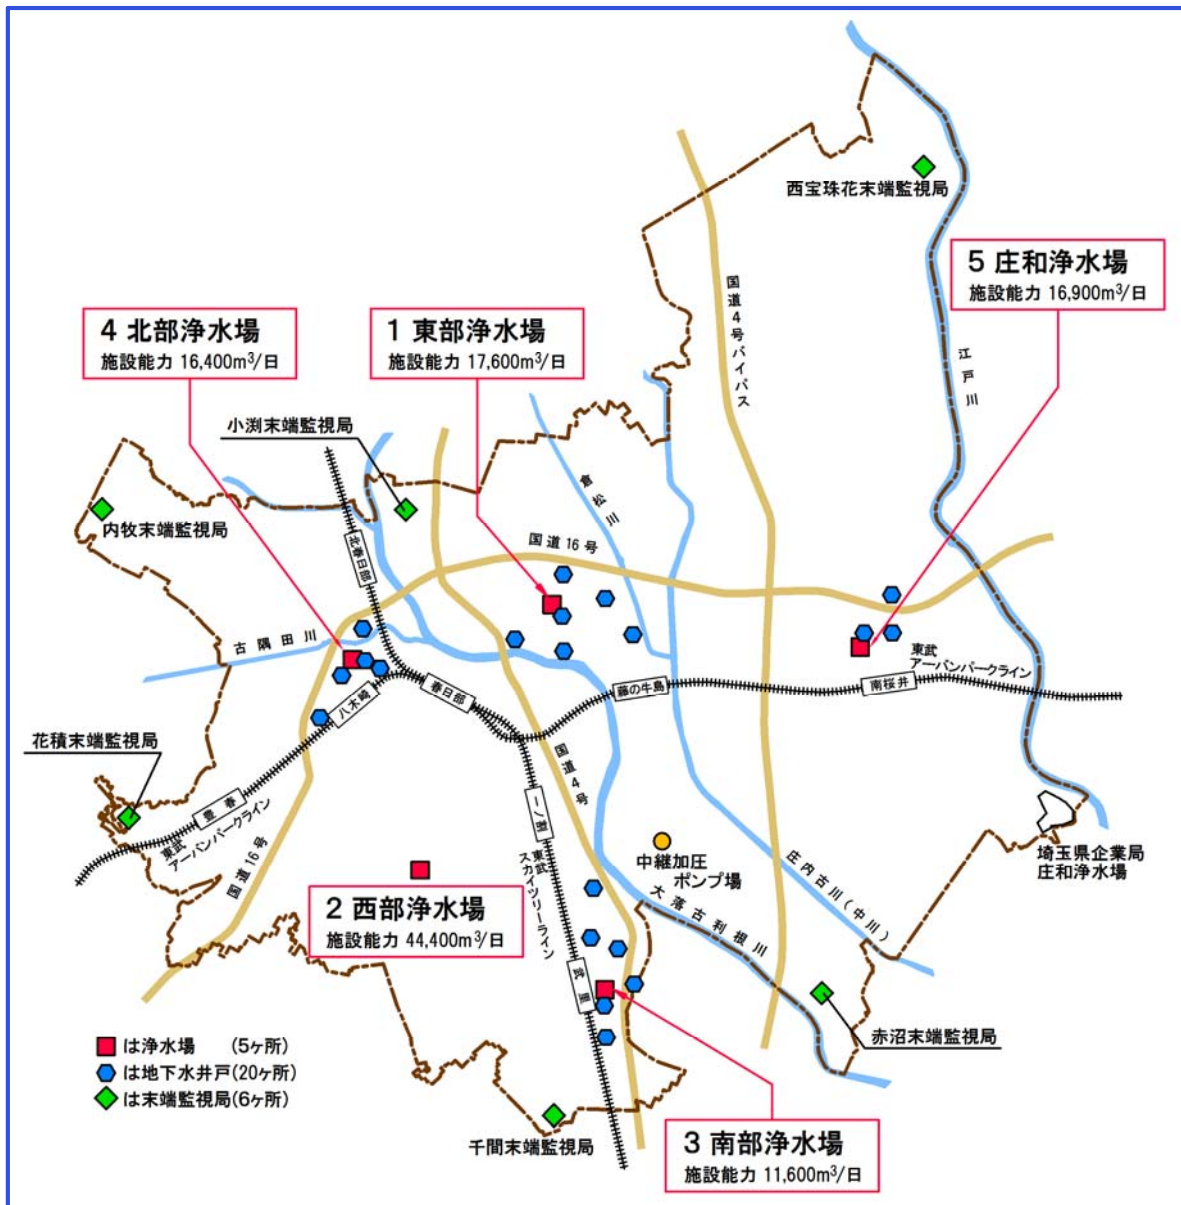 西宝珠花末端監視局
5 庄和浄水場
施設能力 16,900m³/日
国道4号バイパス
江戸川
4 北部浄水場
施設能力 16,400m³/日
1 東部浄水場
施設能力 17,600m³/日
小渕末端監視局
内牧末端監視局
北春日部
倉松川
国道16号
古隅田川
八木崎
春日部
藤の牛島
南桜井
東武
アーバンパークライン
花積末端監視局
豊春
東武
アーバンパークライン
国道16号
国道4号
一ノ割
東武
スカイツリーライン
中継加圧
ポンプ場
大落古利根川
庄内古川(中川)
埼玉県企業局
庄和浄水場
2 西部浄水場
施設能力 44,400m³/日
武里
赤沼末端監視局
は浄水場 (5ヶ所)
は地下水井戸(20ヶ所)
は末端監視局(6ヶ所)
千間末端監視局
3 南部浄水場
施設能力 11,600m³/日